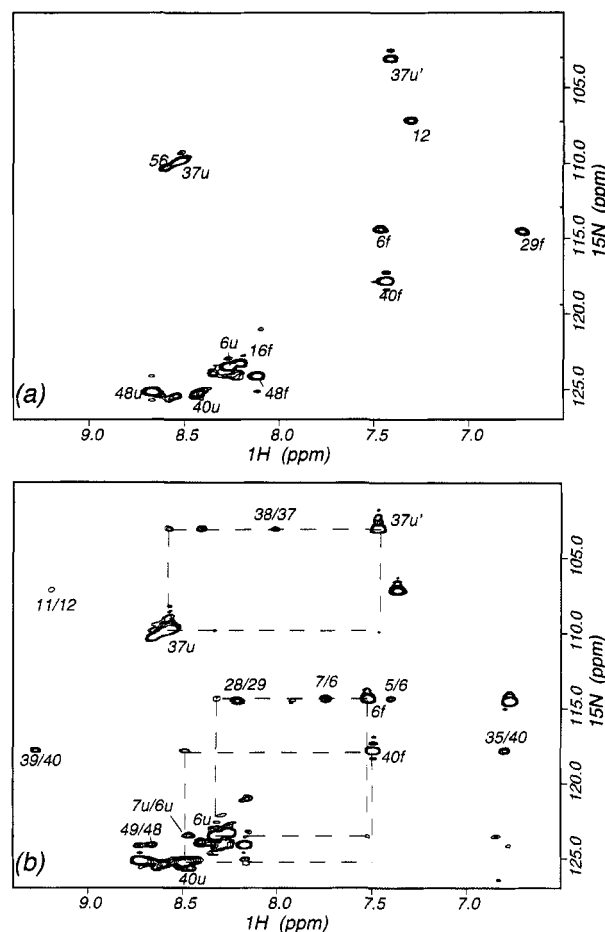 (a)
37u'
12
56
37u
6f
29f
40f
6u
16f
48u
48f
40u
105.0
110.0
115.0
120.0
125.0
15N (ppm)
9.0
8.5
8.0
7.5
7.0
1H (ppm)
(b)
38/37
37u'
11/12
37u
28/29
7/6
5/6
6f
39/40
40f
35/40
7u/6u
6u
49/48
40u
105.0
110.0
115.0
120.0
125.0
15N (ppm)
9.0
8.5
8.0
7.5
7.0
1H (ppm)